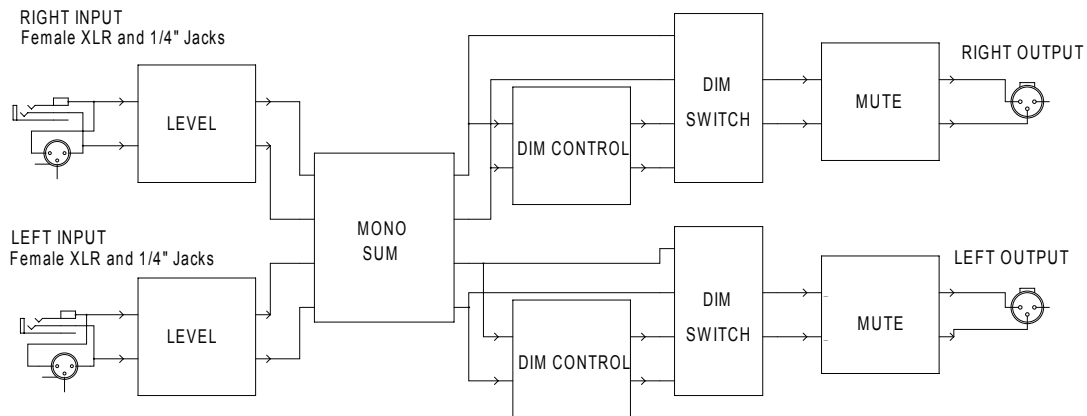 RIGHT INPUT
Female XLR and 1/4" Jacks
LEVEL
DIM CONTROL
DIM
SWITCH
MUTE
RIGHT OUTPUT
MONO
SUM
LEFT INPUT
Female XLR and 1/4" Jacks
LEVEL
DIM CONTROL
DIM
SWITCH
MUTE
LEFT OUTPUT